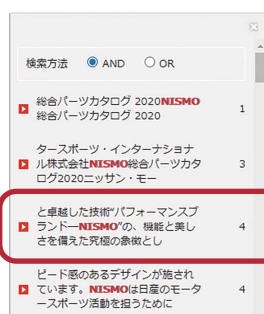 検索方法 AND OR
総合パーツカタログ 2020NISMO
総合パーツカタログ 2020
1
タースポーツ・インターナショナ
ル株式会社NISMO総合パーツカタ
ログ2020ニッサン・モー
3
と卓越した技術"パフォーマンスブ
ランド―NISMO"の、機能と美し
さを備えた究極の象徴とし
4
ピード感のあるデザインが施され
ています。NISMOは日産のモータ
ースポーツ活動を担うために
4